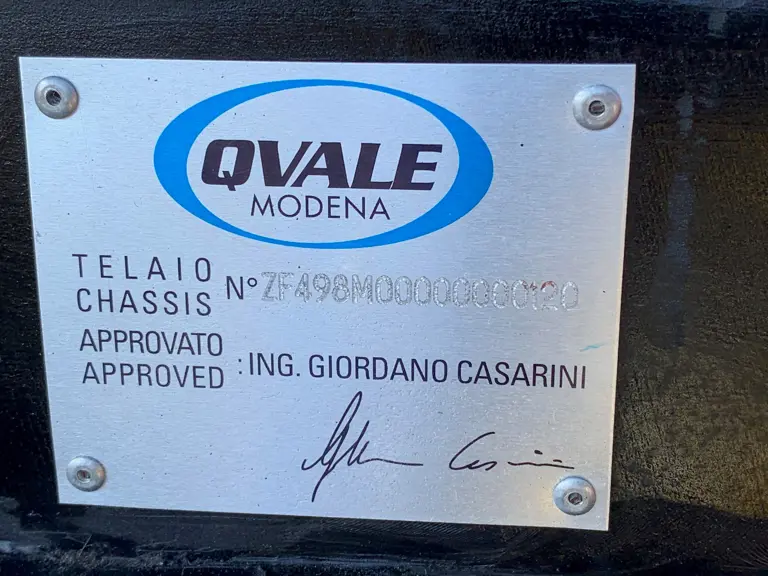 QVALE
MODENA
TELAIO
CHASSIS N° ZF498M00000000120
APPROVATO
APPROVED : ING. GIORDANO CASARINI